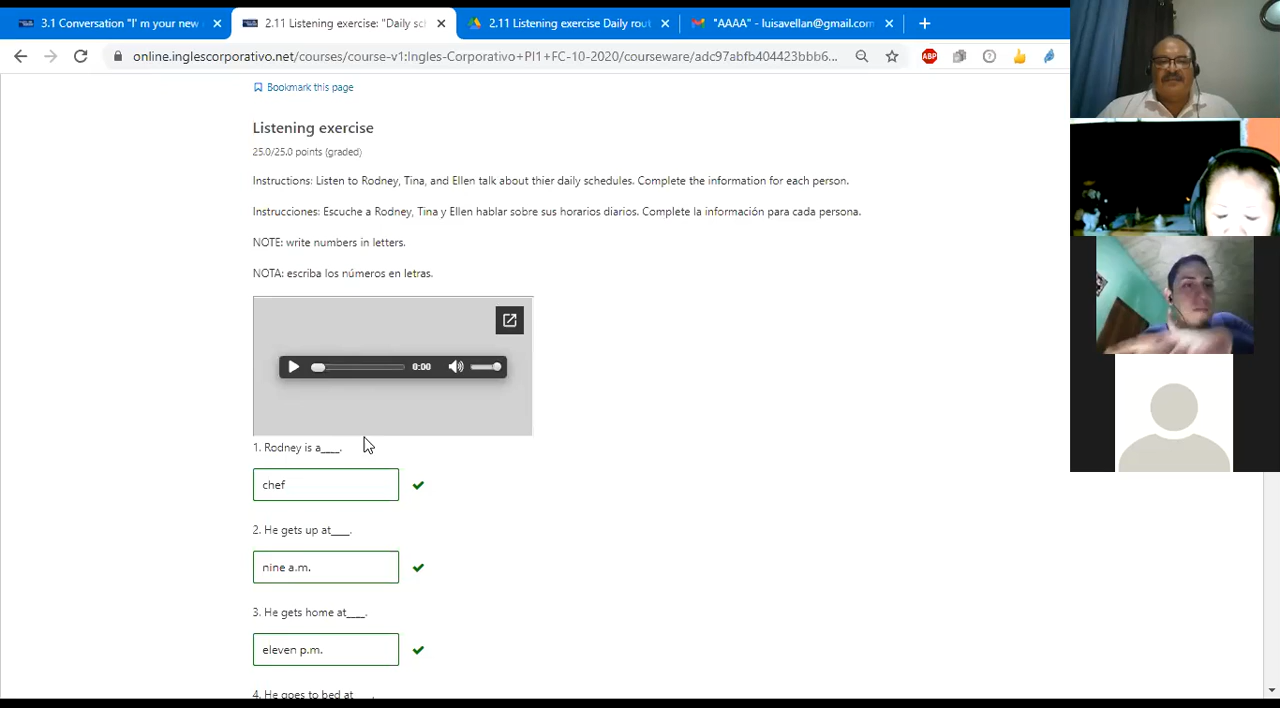 3.1 Conversation "I' m your new
2.11 Listening exercise: "Daily sc
2.11 Listening exercise Daily rout
"AAAA" - luisavellan@gmail.com
online.inglescorporativo.net/courses/course-v1:Ingles-Corporativo+PI1+FC-10-2020/courseware/adc97abfb404423bbb6...
ABP
Bookmark this page
Listening exercise
25.0/25.0 points (graded)
Instructions: Listen to Rodney, Tina, and Ellen talk about thier daily schedules. Complete the information for each person.
Instrucciones: Escuche a Rodney, Tina y Ellen hablar sobre sus horarios diarios. Complete la información para cada persona.
NOTE: write numbers in letters.
NOTA: escriba los números en letras.
0:00
1. Rodney is a____.
chef
2. He gets up at____.
nine a.m.
3. He gets home at____.
eleven p.m.
4. He goes to bed at____.